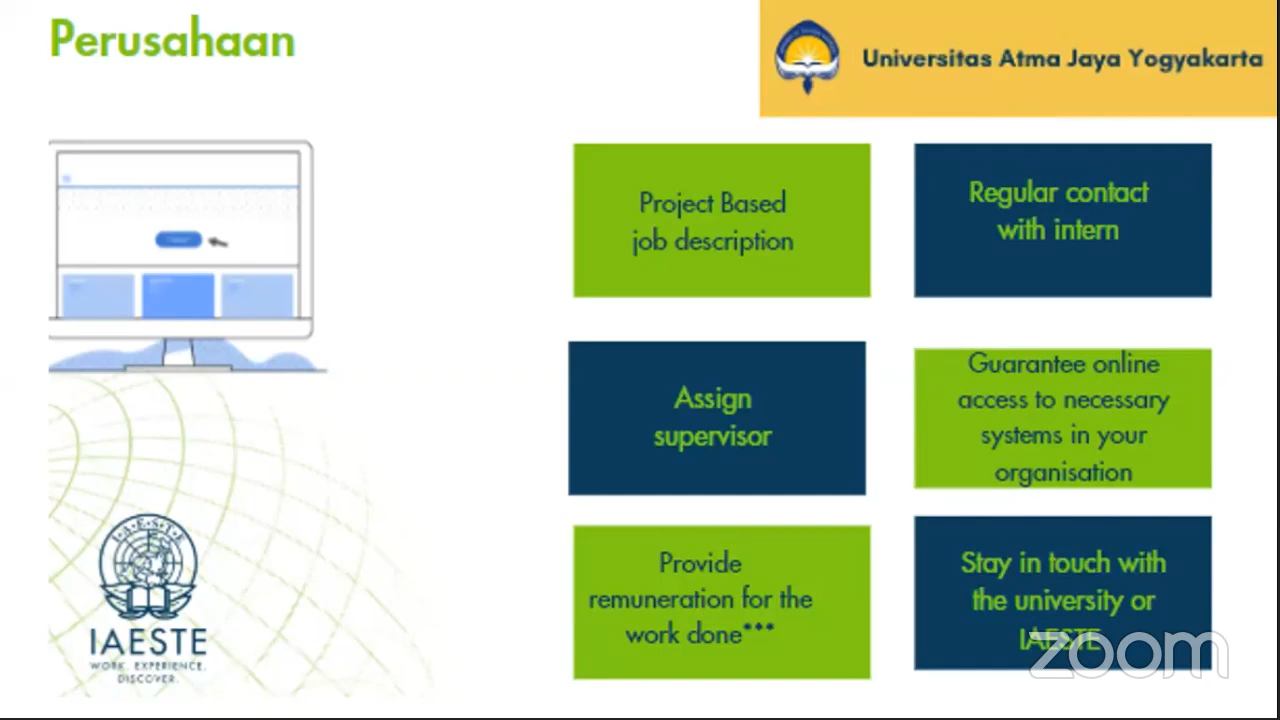 Perusahaan
Universitas Atma Jaya Yogyakarta
Project Based
job description
Regular contact
with intern
Assign
supervisor
Guarantee online
access to necessary
systems in your
organisation
Provide
remuneration for the
work done***
Stay in touch with
the university or
IAESTE
I·A·E·S·T·E
IAESTE
WORK. EXPERIENCE.
DISCOVER.
zoom